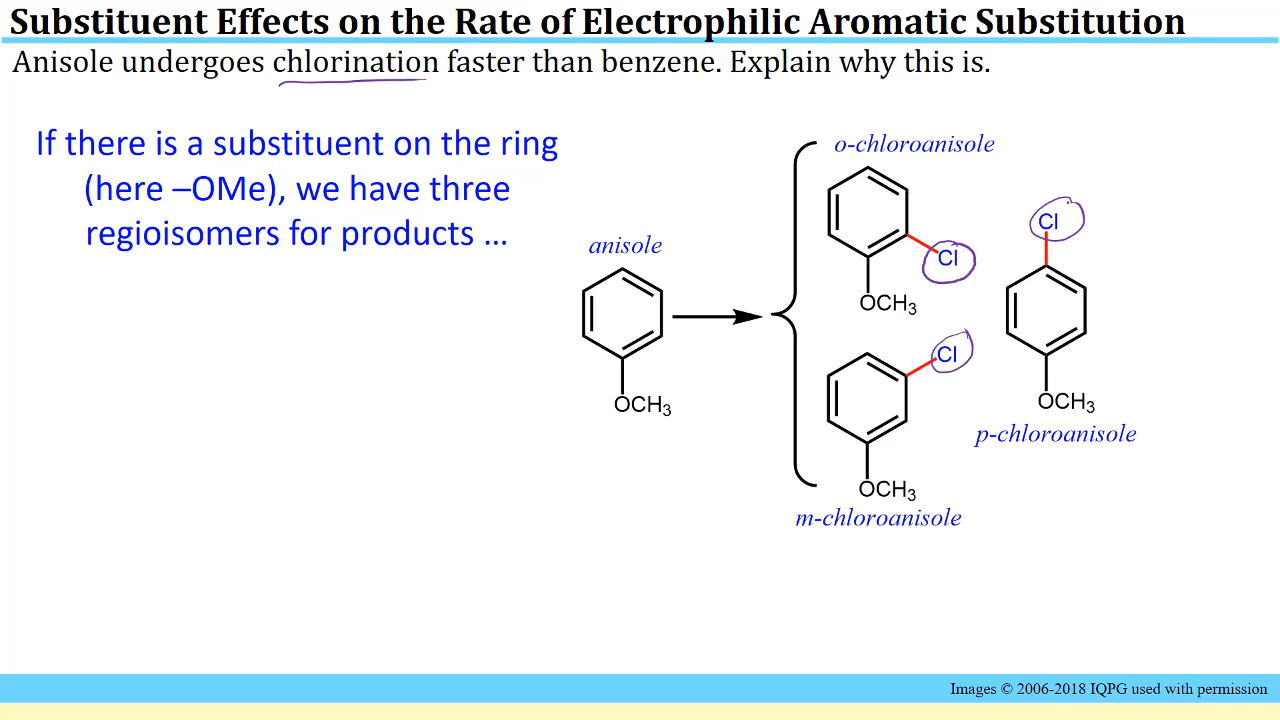 Substituent Effects on the Rate of Electrophilic Aromatic Substitution
Anisole undergoes chlorination faster than benzene. Explain why this is.
If there is a substituent on the ring
(here –OMe), we have three
regioisomers for products ...
anisole
OCH3
o-chloroanisole
Cl
OCH3
Cl
OCH3
p-chloroanisole
Cl
OCH3
m-chloroanisole
Images © 2006-2018 IQPG used with permission